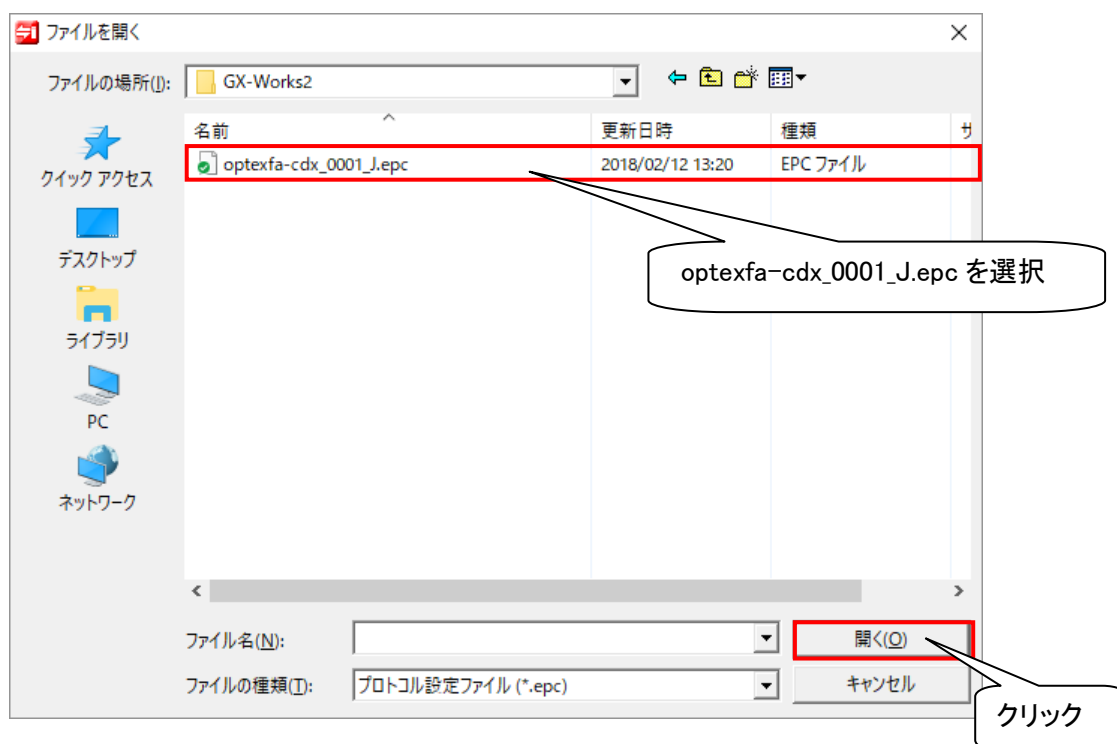 ファイルを開く
ファイルの場所(I):
GX-Works2
名前
更新日時
種類
サ
optexfa-cdx_0001_J.epc
2018/02/12 13:20
EPC ファイル
クイック アクセス
デスクトップ
optexfa-cdx_0001_J.epc を選択
ライブラリ
PC
ネットワーク
ファイル名(N):
開く(O)
ファイルの種類(T):
プロトコル設定ファイル (*.epc)
キャンセル
クリック